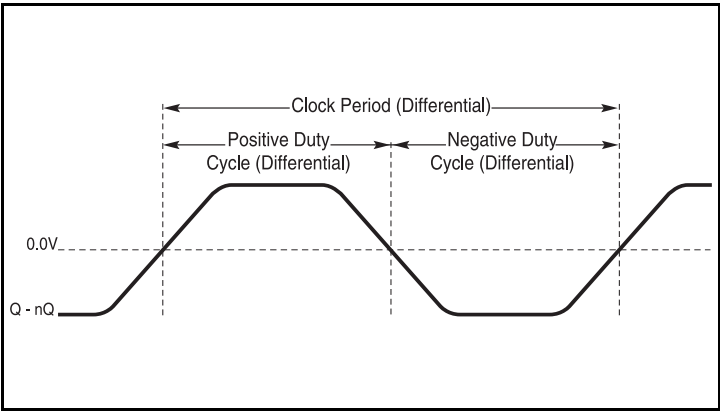 Clock Period (Differential)
Positive Duty
Cycle (Differential)
Negative Duty
Cycle (Differential)
0.0V
Q - nQ